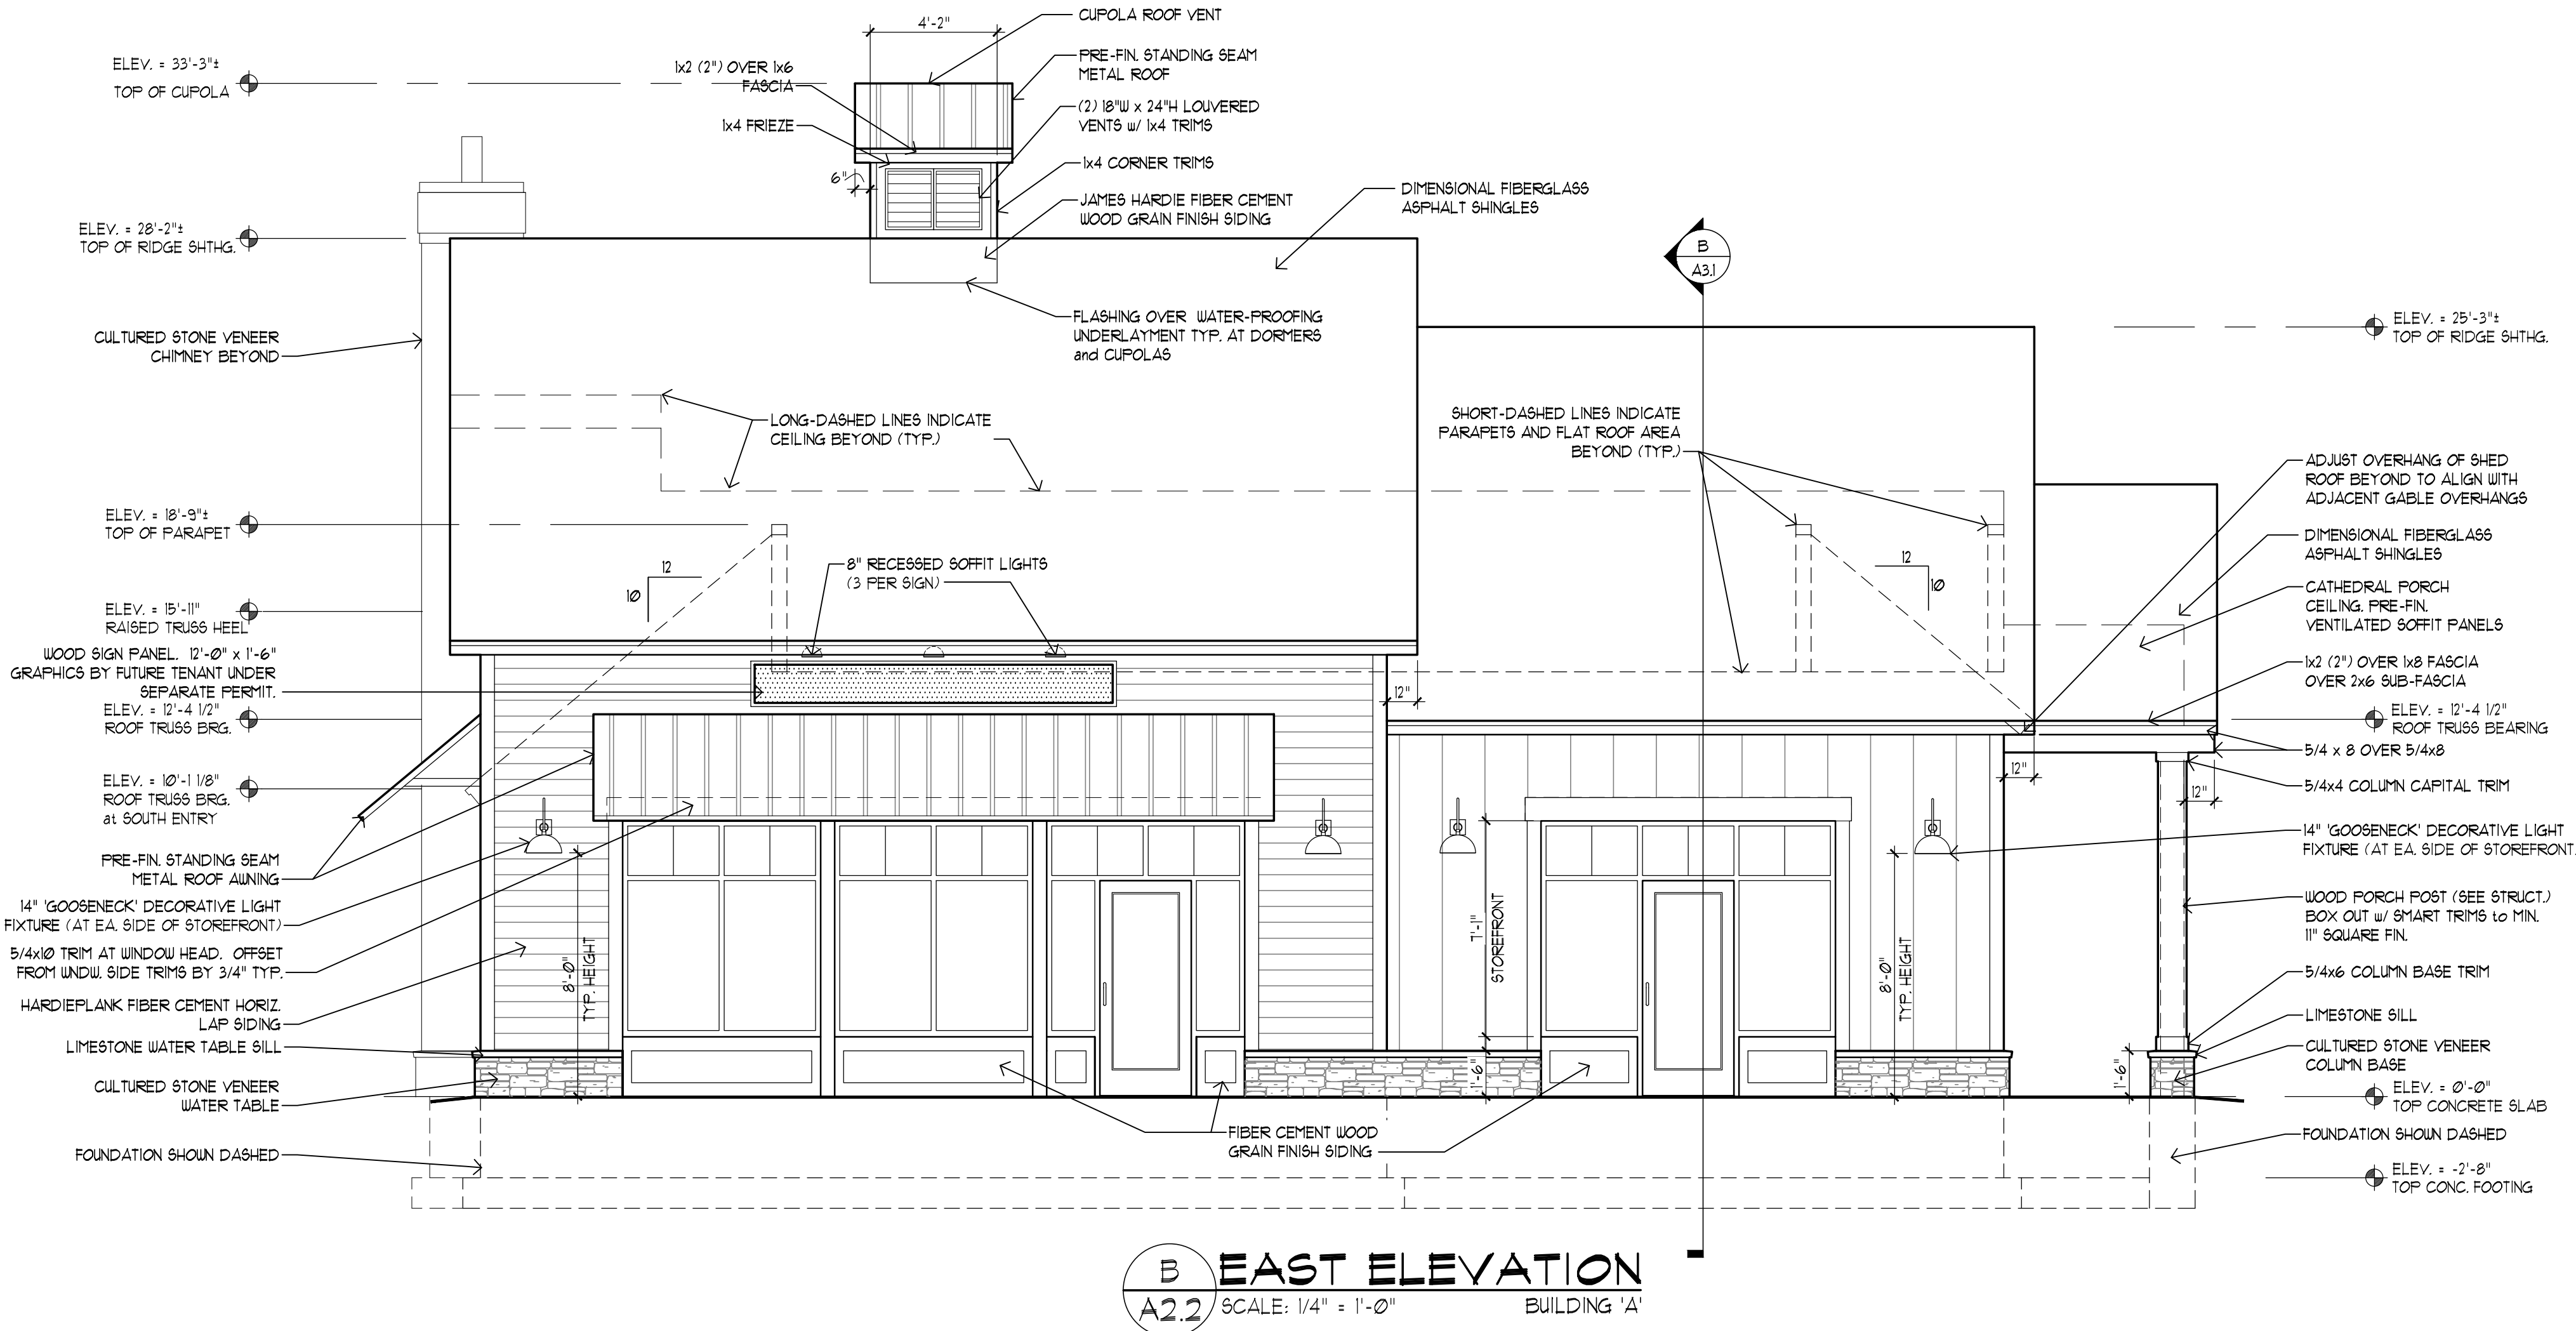 ELEV. = 33'-3"±
TOP OF CUPOLA
ELEV. = 28'-2"±
TOP OF RIDGE SHTHG.
CULTURED STONE VENEER
CHIMNEY BEYOND
ELEV. = 18'-9"±
TOP OF PARAPET
ELEV. = 15'-11"
RAISED TRUSS HEEL
WOOD SIGN PANEL. 12'-0" x 1'-6"
GRAPHICS BY FUTURE TENANT UNDER
SEPARATE PERMIT.
ELEV. = 12'-4 1/2"
ROOF TRUSS BRG.
ELEV. = 10'-1 1/8"
ROOF TRUSS BRG.
at SOUTH ENTRY
PRE-FIN. STANDING SEAM
METAL ROOF AWNING
14" 'GOOSENECK' DECORATIVE LIGHT
FIXTURE (AT EA. SIDE OF STOREFRONT)
5/4x10 TRIM AT WINDOW HEAD. OFFSET
FROM WNDW. SIDE TRIMS BY 3/4" TYP.
HARDIEPLANK FIBER CEMENT HORIZ.
LAP SIDING
LIMESTONE WATER TABLE SILL
CULTURED STONE VENEER
WATER TABLE
FOUNDATION SHOWN DASHED
4'-2"
1x2 (2") OVER 1x6
FASCIA
1x4 FRIEZE
6"
CUPOLA ROOF VENT
PRE-FIN. STANDING SEAM
METAL ROOF
(2) 18"W x 24"H LOUVERED
VENTS w/ 1x4 TRIMS
1x4 CORNER TRIMS
JAMES HARDIE FIBER CEMENT
WOOD GRAIN FINISH SIDING
DIMENSIONAL FIBERGLASS
ASPHALT SHINGLES
FLASHING OVER WATER-PROOFING
UNDERLAYMENT TYP. AT DORMERS
and CUPOLAS
B
A3.1
LONG-DASHED LINES INDICATE
CEILING BEYOND (TYP.)
SHORT-DASHED LINES INDICATE
PARAPETS AND FLAT ROOF AREA
BEYOND (TYP.)
12
10
8" RECESSED SOFFIT LIGHTS
(3 PER SIGN)
12
10
12"
12"
12"
8'-0"
TYP. HEIGHT
7'-1"
STOREFRONT
1'-6"
8'-0"
TYP. HEIGHT
1'-6"
FIBER CEMENT WOOD
GRAIN FINISH SIDING
ELEV. = 25'-3"±
TOP OF RIDGE SHTHG.
ADJUST OVERHANG OF SHED
ROOF BEYOND TO ALIGN WITH
ADJACENT GABLE OVERHANGS
DIMENSIONAL FIBERGLASS
ASPHALT SHINGLES
CATHEDRAL PORCH
CEILING. PRE-FIN.
VENTILATED SOFFIT PANELS
1x2 (2") OVER 1x8 FASCIA
OVER 2x6 SUB-FASCIA
ELEV. = 12'-4 1/2"
ROOF TRUSS BEARING
5/4 x 8 OVER 5/4x8
5/4x4 COLUMN CAPITAL TRIM
14" 'GOOSENECK' DECORATIVE LIGHT
FIXTURE (AT EA. SIDE OF STOREFRONT.
WOOD PORCH POST (SEE STRUCT.)
BOX OUT w/ SMART TRIMS to MIN.
11" SQUARE FIN.
5/4x6 COLUMN BASE TRIM
LIMESTONE SILL
CULTURED STONE VENEER
COLUMN BASE
ELEV. = 0'-0"
TOP CONCRETE SLAB
FOUNDATION SHOWN DASHED
ELEV. = -2'-8"
TOP CONC. FOOTING
B
A2.2
EAST ELEVATION
SCALE: 1/4" = 1'-0"
BUILDING 'A'